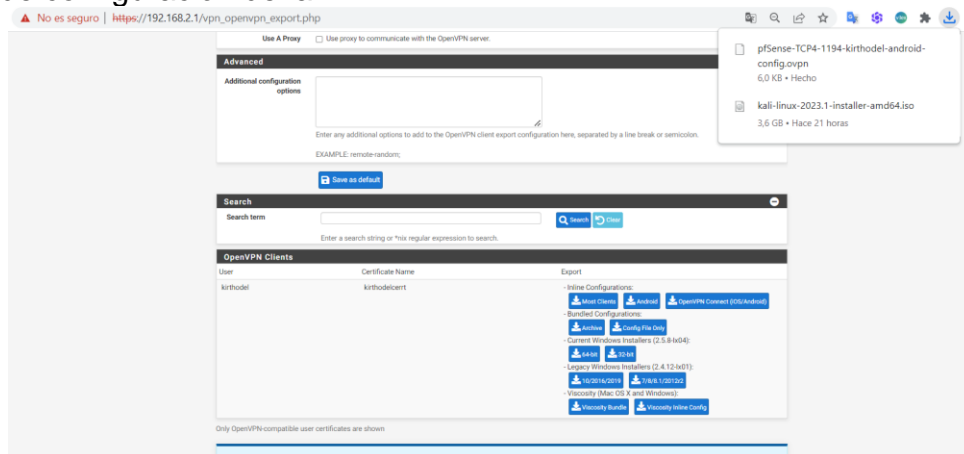 No es seguro | https://192.168.2.1/vpn_openvpn_export.php
pfSense-TCP4-1194-kirthodel-android-
config.ovpn
6,0 KB • Hecho
kali-linux-2023.1-installer-amd64.iso
3,6 GB • Hace 21 horas
Use A Proxy
Use proxy to communicate with the OpenVPN server.
Advanced
Additional configuration
options
Enter any additional options to add to the OpenVPN client export configuration here, separated by a line break or semicolon.
EXAMPLE: remote-random;
Save as default
Search
Search term
Search Clear
Enter a search string or *nix regular expression to search.
OpenVPN Clients
User Certificate Name Export
kirthodel kirthodelcerrt - Inline Configurations:
Most Clients Android OpenVPN Connect (iOS/Android)
- Bundled Configurations:
Archive Config File Only
- Current Windows Installers (2.5.8-Ix04):
64-bit 32-bit
- Legacy Windows Installers (2.4.12-Ix01):
10/2016/2019 7/8/8.1/2012r2
- Viscosity (Mac OS X and Windows):
Viscosity Bundle Viscosity Inline Config
Only OpenVPN-compatible user certificates are shown